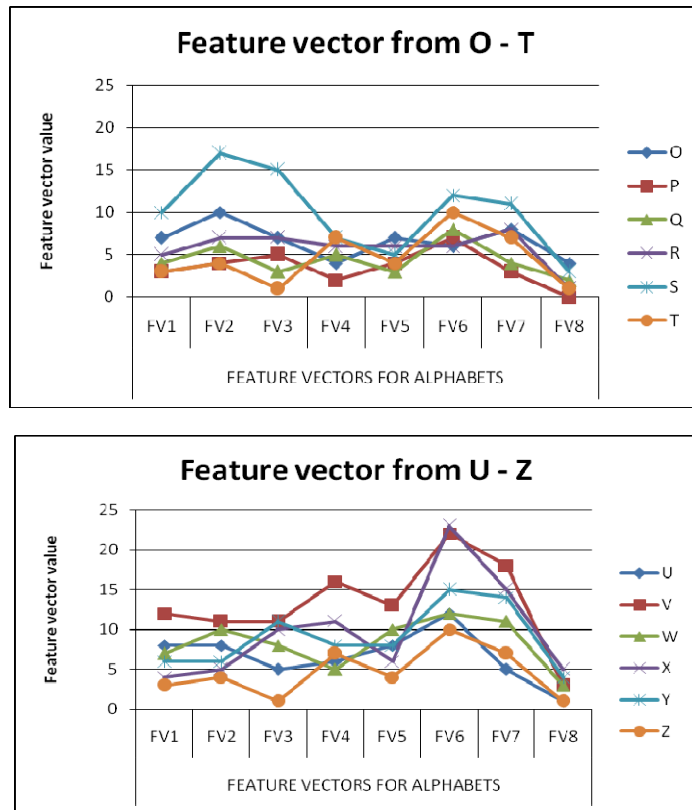 Feature vector from O - T
Feature vector value
25
20
15
10
5
0
FV1 FV2 FV3 FV4 FV5 FV6 FV7 FV8
FEATURE VECTORS FOR ALPHABETS
O
P
Q
R
S
T
Feature vector from U - Z
Feature vector value
25
20
15
10
5
0
FV1 FV2 FV3 FV4 FV5 FV6 FV7 FV8
FEATURE VECTORS FOR ALPHABETS
U
V
W
X
Y
Z